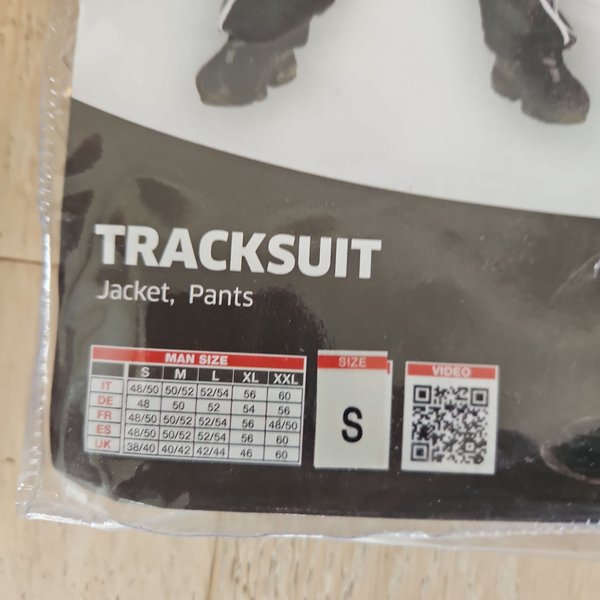 TRACKSUIT
Jacket, Pants
MAN SIZE
S M L XL XXL
IT 48/50 50/52 52/54 56 60
DE 48 50 52 54 56
FR 48/50 50/52 52/54 56 48/50
ES 48/50 50/52 52/54 56 60
UK 38/40 40/42 42/44 46 60
SIZE
S
VIDEO